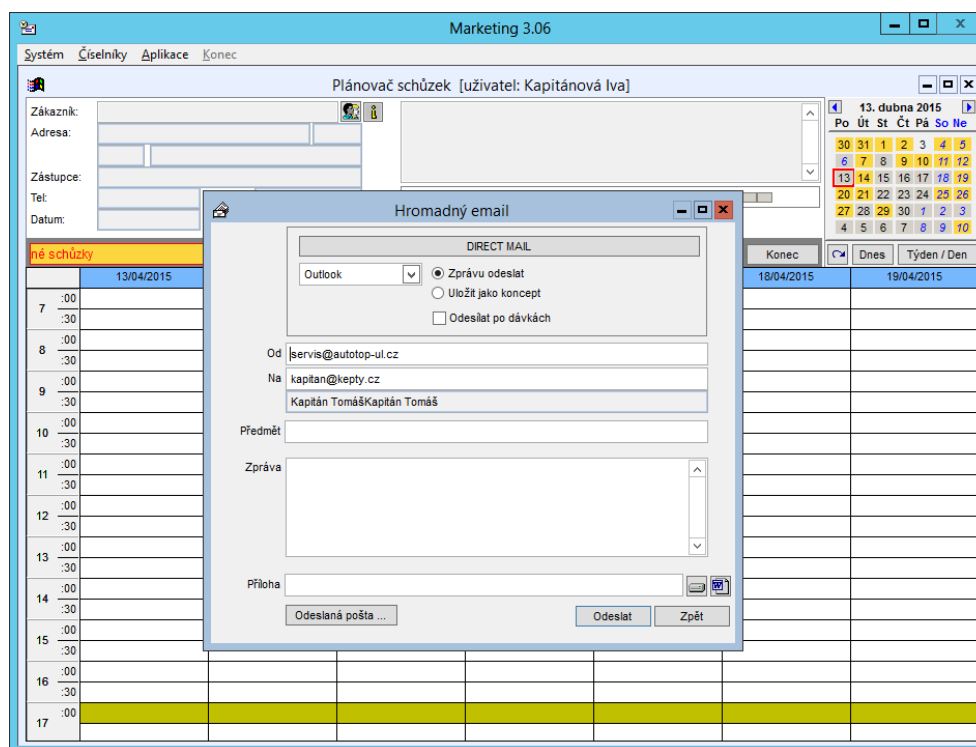 Marketing 3.06
Systém Číselníky Aplikace Konec
Plánovač schůzek [uživatel: Kapitánová Iva]
Zákazník:
Adresa:
Zástupce:
Tel:
Datum:
13. dubna 2015
Po Út St Čt Pá So Ne
30 31 1 2 3 4 5
6 7 8 9 10 11 12
13 14 15 16 17 18 19
20 21 22 23 24 25 26
27 28 29 30 1 2 3
4 5 6 7 8 9 10
né schůzky
Konec Dnes Týden / Den
13/04/2015 18/04/2015 19/04/2015
7 :00
:30
8 :00
:30
9 :00
:30
10 :00
:30
11 :00
:30
12 :00
:30
13 :00
:30
14 :00
:30
15 :00
:30
16 :00
:30
17 :00
Hromadný email
DIRECT MAIL
Outlook
Zprávu odeslat
Uložit jako koncept
Odesílat po dávkách
Od servis@autotop-ul.cz
Na kapitan@kepty.cz
Kapitán TomášKapitán Tomáš
Předmět
Zpráva
Příloha
Odeslaná pošta ... Odeslat Zpět